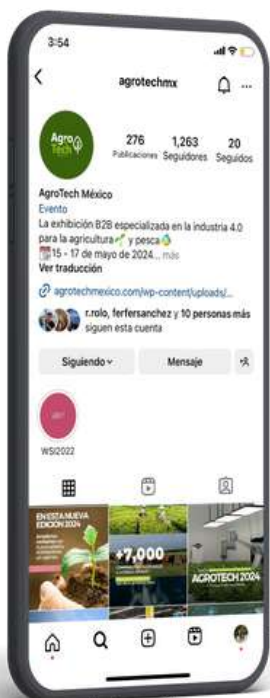 3:54
agrotechmx
Agro
Tech
276
1,263
20
Publicaciones
Seguidores
Seguidos
AgroTech México
Evento
La exhibición B2B especializada en la industria 4.0
para la agricultura🌱 y pesca
📅15 - 17 de mayo de 2024... más
Ver traducción
agrotechmexico.com/wp-content/uploads/...
r.rolo, ferfersanchez y 10 personas más
siguen esta cuenta
Siguiendo
Mensaje
WSI2022
EN ESTA NUEVA
EDICIÓN 2024
+7,000
AGROTECH 2024